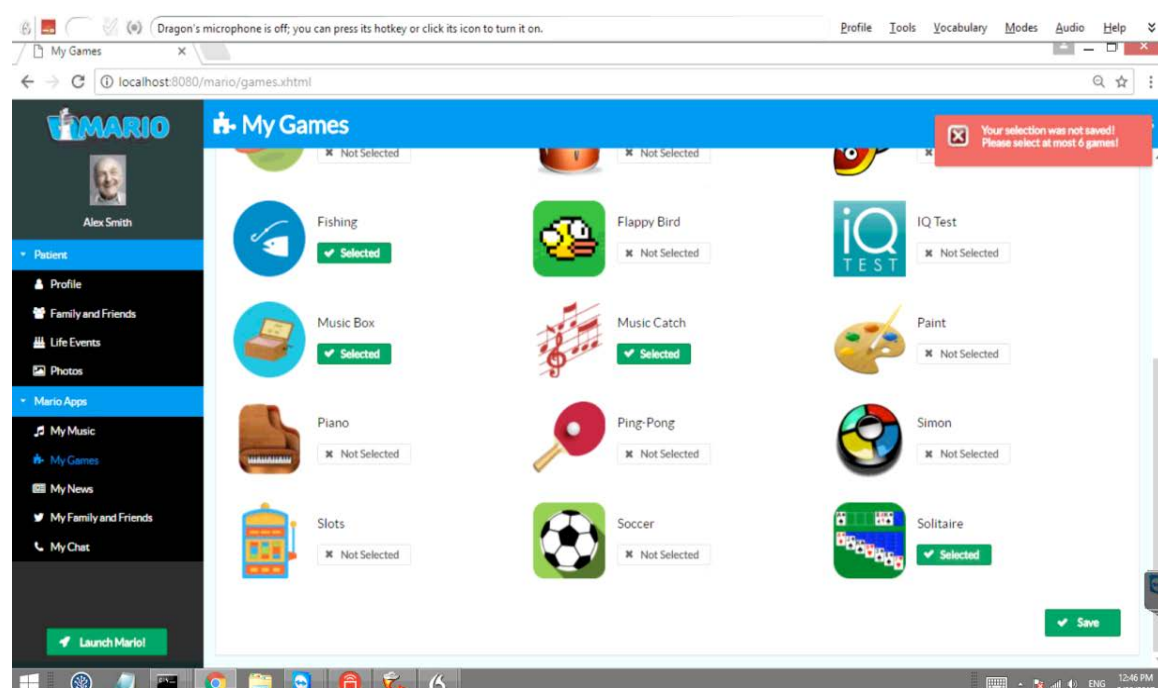 Dragon's microphone is off; you can press its hotkey or click its icon to turn it on.
Profile Tools Vocabulary Modes Audio Help
My Games
localhost:8080/mario/games.xhtml
MARIO
My Games
Your selection was not saved!
Please select at most 6 games!
Alex Smith
Patient
Profile
Family and Friends
Life Events
Photos
Mario Apps
My Music
My Games
My News
My Family and Friends
My Chat
Launch Mario!
Not Selected
Not Selected
Fishing
Selected
Flappy Bird
Not Selected
IQ Test
Not Selected
iQ
TEST
Music Box
Selected
Music Catch
Selected
Paint
Not Selected
Piano
Not Selected
Ping-Pong
Not Selected
Simon
Not Selected
Slots
Not Selected
Soccer
Not Selected
Solitaire
Selected
Save
ENG
12:46 PM